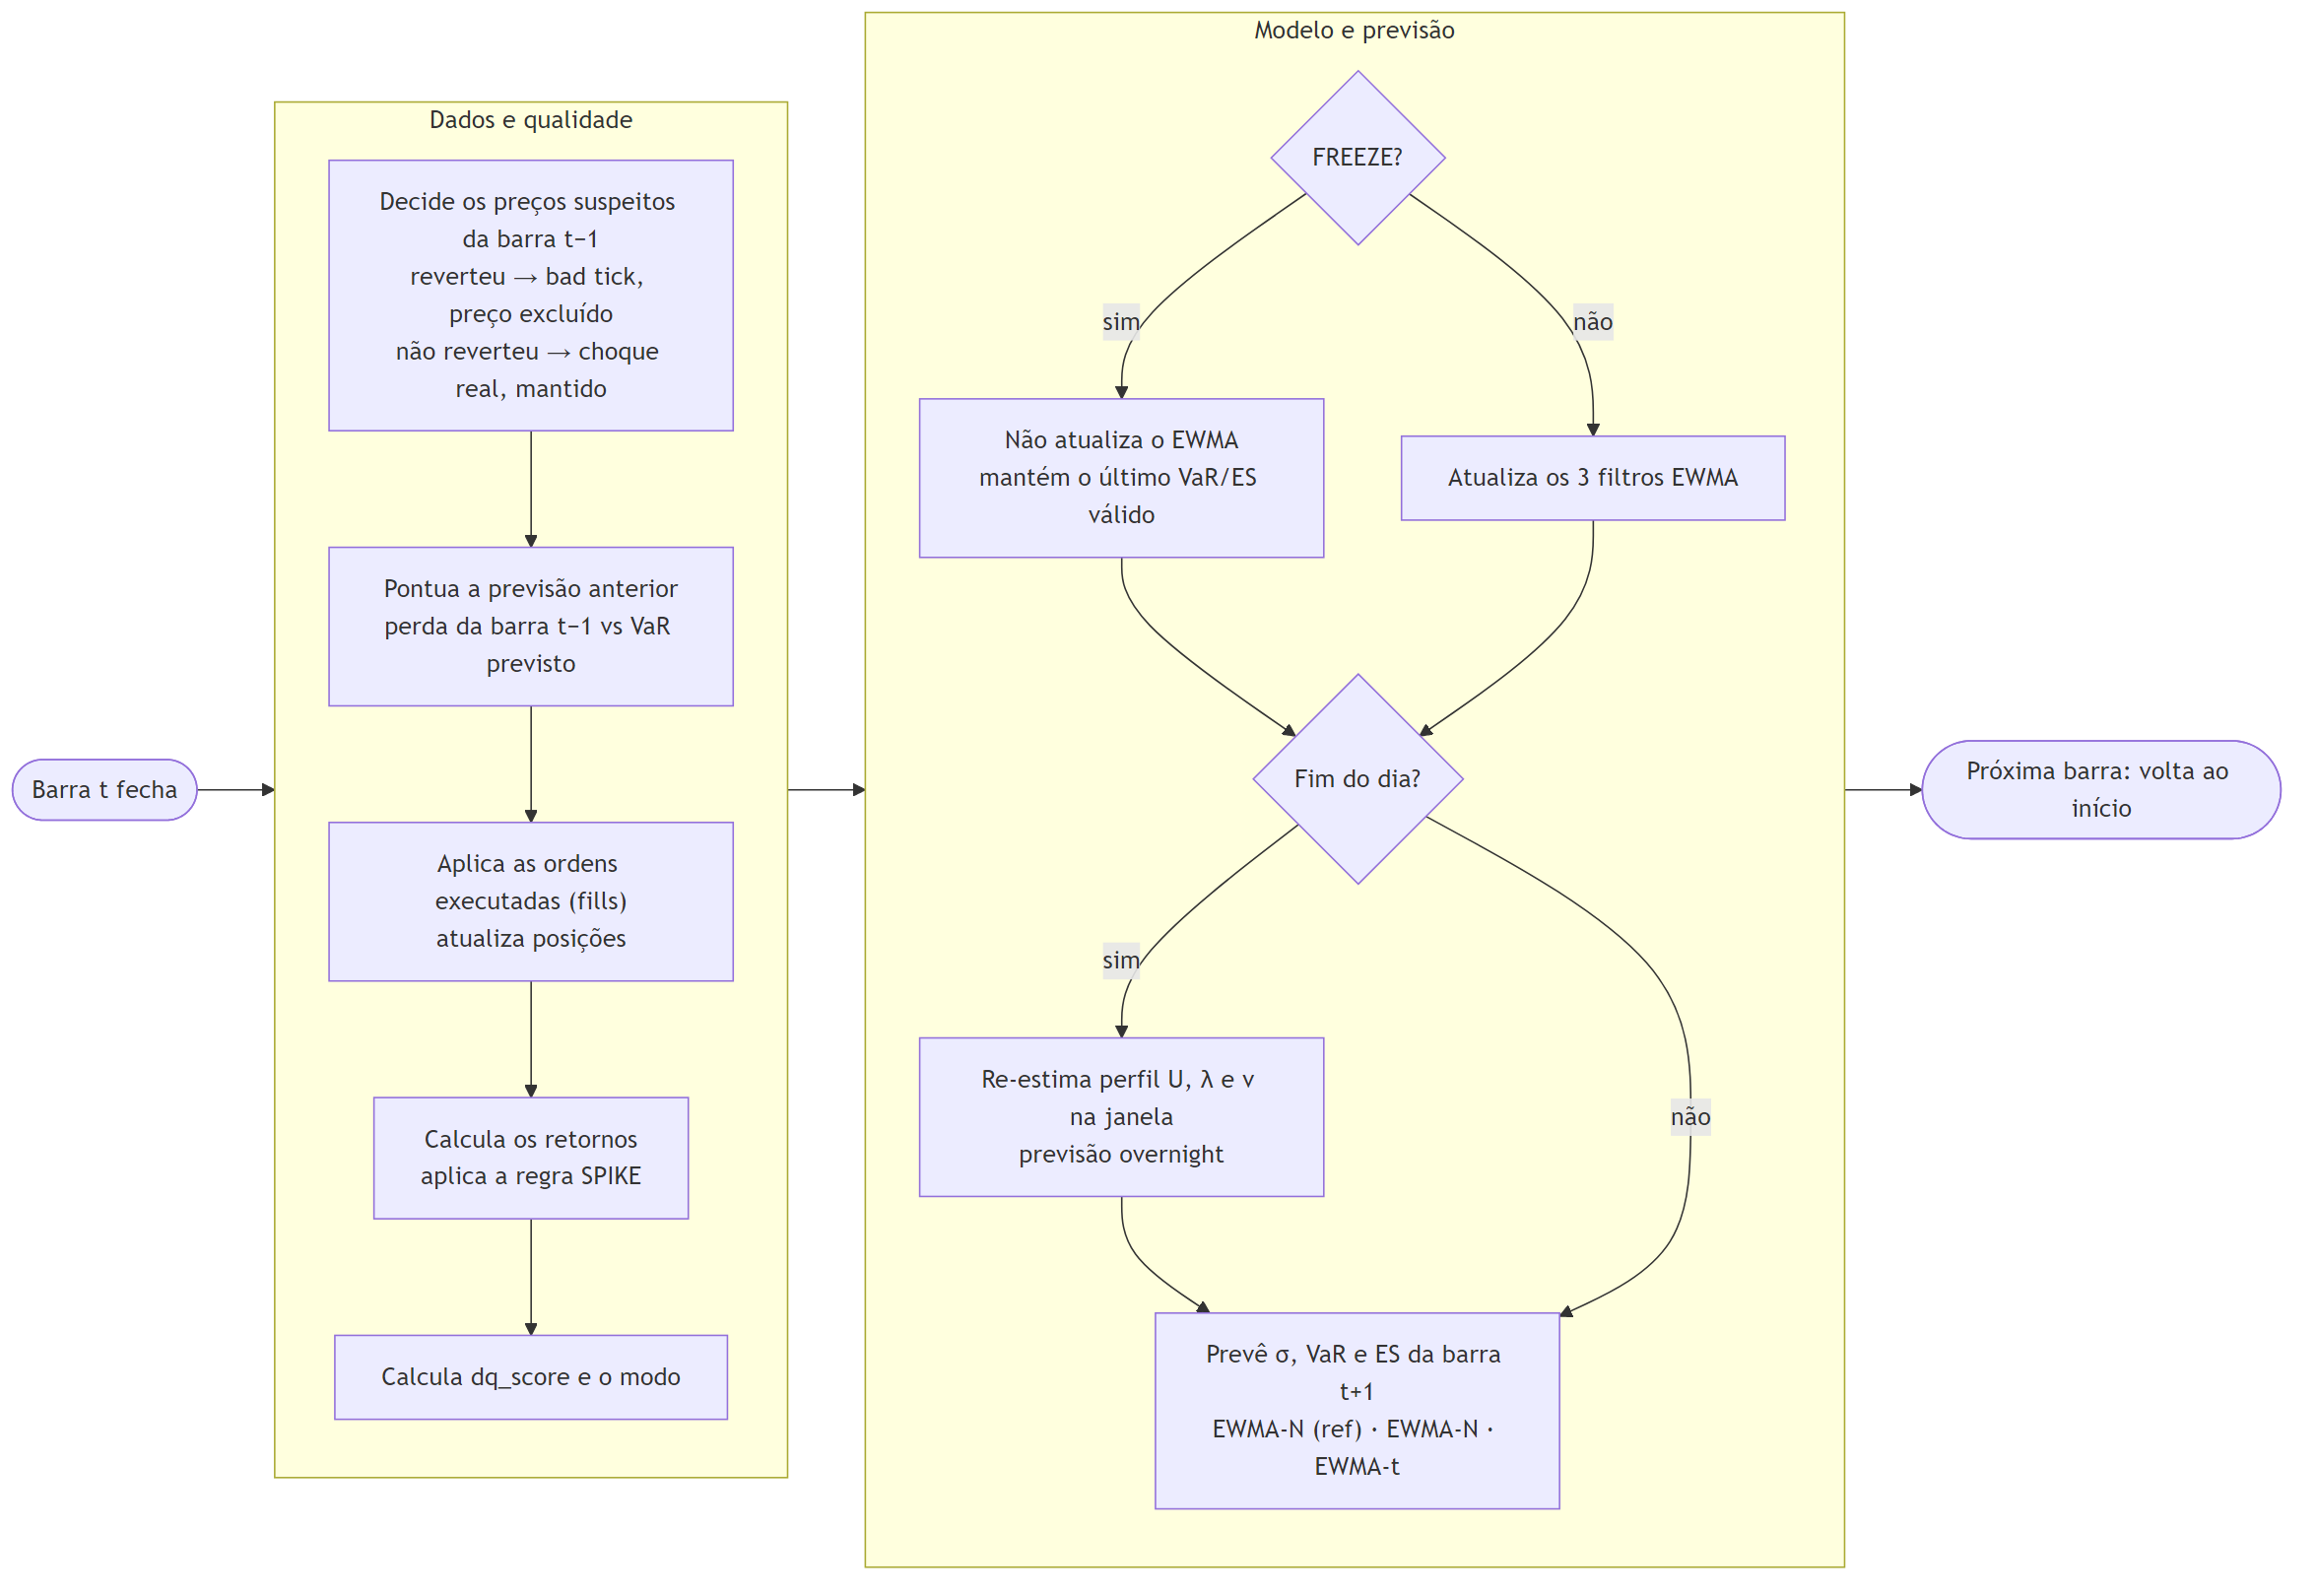 Barra t fecha
Dados e qualidade
Decide os preços suspeitos
da barra t−1
reverteu → bad tick,
preço excluído
não reverteu → choque
real, mantido
Pontua a previsão anterior
perda da barra t−1 vs VaR
previsto
Aplica as ordens
executadas (fills)
atualiza posições
Calcula os retornos
aplica a regra SPIKE
Calcula dq_score e o modo
Modelo e previsão
FREEZE?
sim
não
Não atualiza o EWMA
mantém o último VaR/ES
válido
Atualiza os 3 filtros EWMA
Fim do dia?
sim
não
Re-estima perfil U, λ e ν
na janela
previsão overnight
Prevê σ, VaR e ES da barra
t+1
EWMA-N (ref) · EWMA-N ·
EWMA-t
Próxima barra: volta ao
início